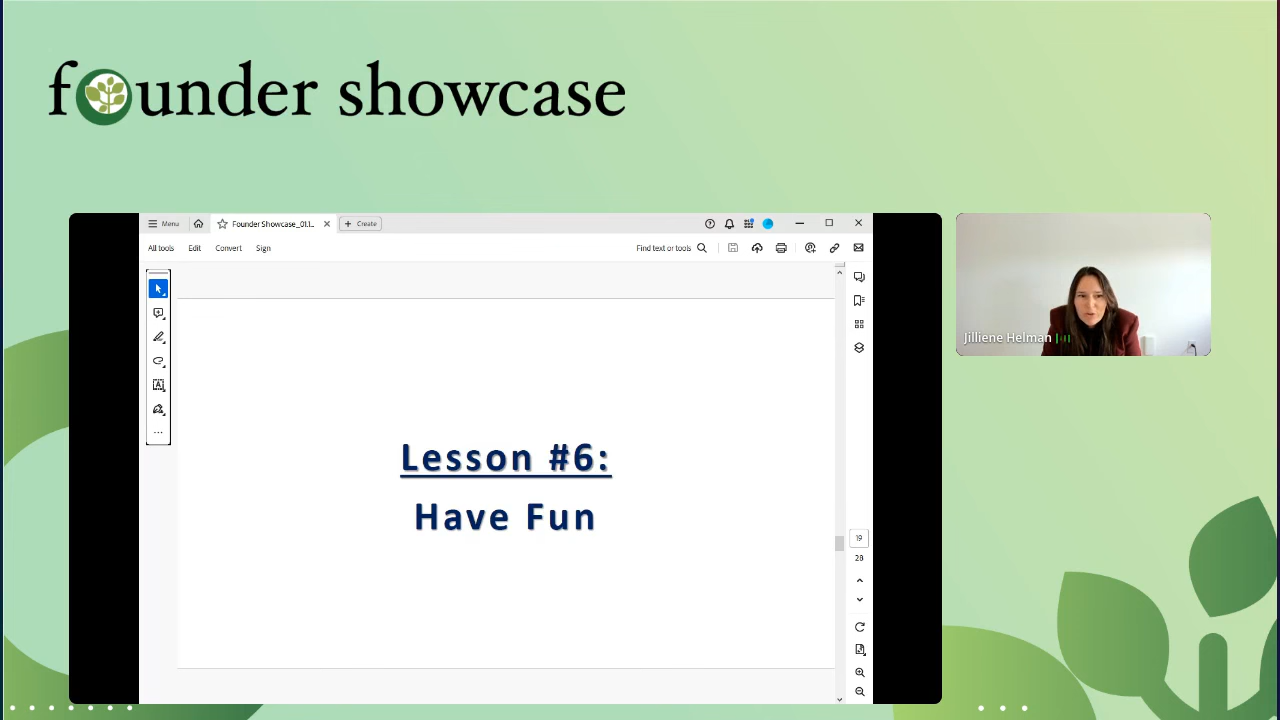 founder showcase
Menu
Founder Showcase_01.1...
Create
All tools
Edit
Convert
Sign
Find text or tools
Lesson #6:
Have Fun
19
20
Jilliene Helman